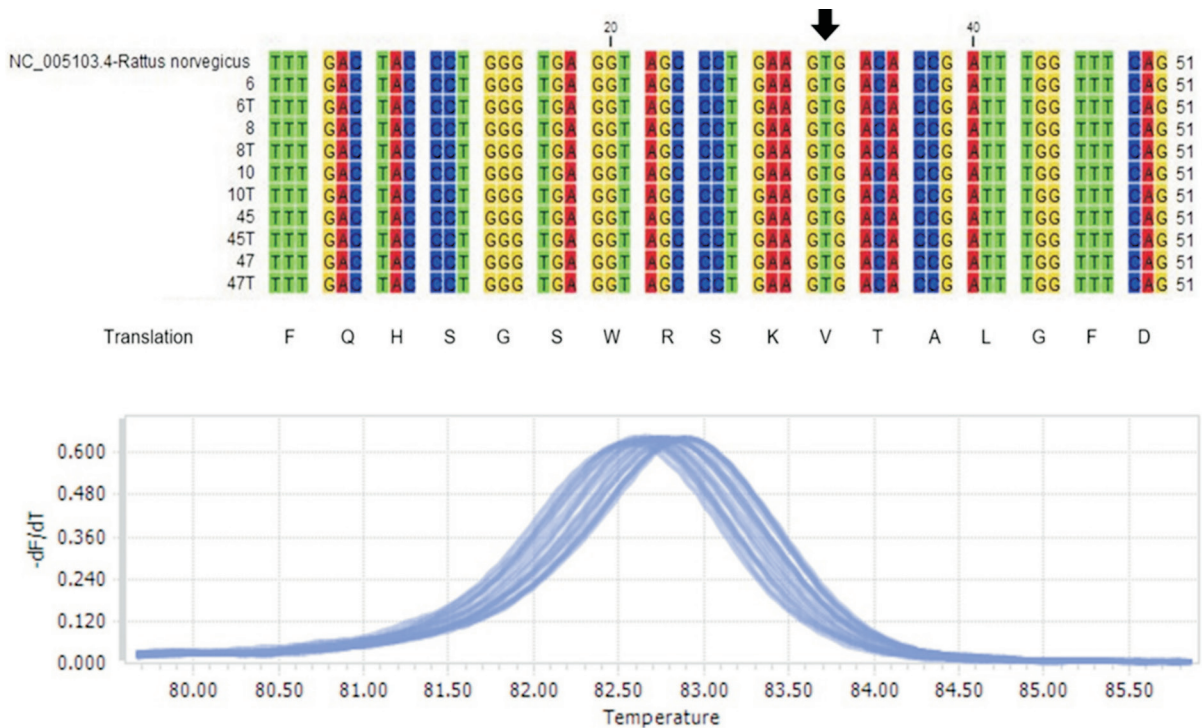 20 40
NC_005103.4-Rattus norvegicus TTT GAC TAC CCT GGG TGA GGT AGC CCT GAA GTG ACA CCG ATT TGG TTT CAG 51
6 TTT GAC TAC CCT GGG TGA GGT AGC CCT GAA GTG ACA CCG ATT TGG TTT CAG 51
6T TTT GAC TAC CCT GGG TGA GGT AGC CCT GAA GTG ACA CCG ATT TGG TTT CAG 51
8 TTT GAC TAC CCT GGG TGA GGT AGC CCT GAA GTG ACA CCG ATT TGG TTT CAG 51
8T TTT GAC TAC CCT GGG TGA GGT AGC CCT GAA GTG ACA CCG ATT TGG TTT CAG 51
10 TTT GAC TAC CCT GGG TGA GGT AGC CCT GAA GTG ACA CCG ATT TGG TTT CAG 51
10T TTT GAC TAC CCT GGG TGA GGT AGC CCT GAA GTG ACA CCG ATT TGG TTT CAG 51
45 TTT GAC TAC CCT GGG TGA GGT AGC CCT GAA GTG ACA CCG ATT TGG TTT CAG 51
45T TTT GAC TAC CCT GGG TGA GGT AGC CCT GAA GTG ACA CCG ATT TGG TTT CAG 51
47 TTT GAC TAC CCT GGG TGA GGT AGC CCT GAA GTG ACA CCG ATT TGG TTT CAG 51
47T TTT GAC TAC CCT GGG TGA GGT AGC CCT GAA GTG ACA CCG ATT TGG TTT CAG 51
Translation F Q H S G S W R S K V T A L G F D
0.600
0.480
0.360
0.240
0.120
0.000
-dF/dT
80.00 80.50 81.00 81.50 82.00 82.50 83.00 83.50 84.00 84.50 85.00 85.50
Temperature